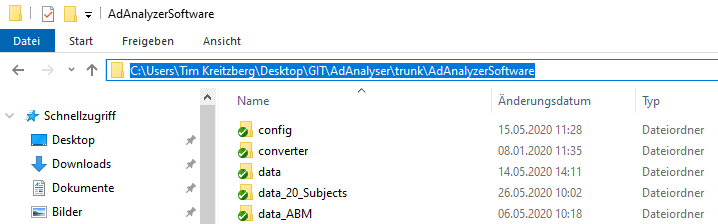 AdAnalyzerSoftware
Datei Start Freigeben Ansicht
C:\Users\Tim Kreitzberg\Desktop\GIT\AdAnalyser\trunk\AdAnalyzerSoftware
Name Änderungsdatum Typ
Schnellzugriff
config 15.05.2020 11:28 Dateiordner
Desktop
converter 08.01.2020 11:35 Dateiordner
Downloads
data 14.05.2020 14:11 Dateiordner
Dokumente
data_20_Subjects 26.05.2020 10:02 Dateiordner
Bilder
data_ABM 06.05.2020 10:18 Dateiordner